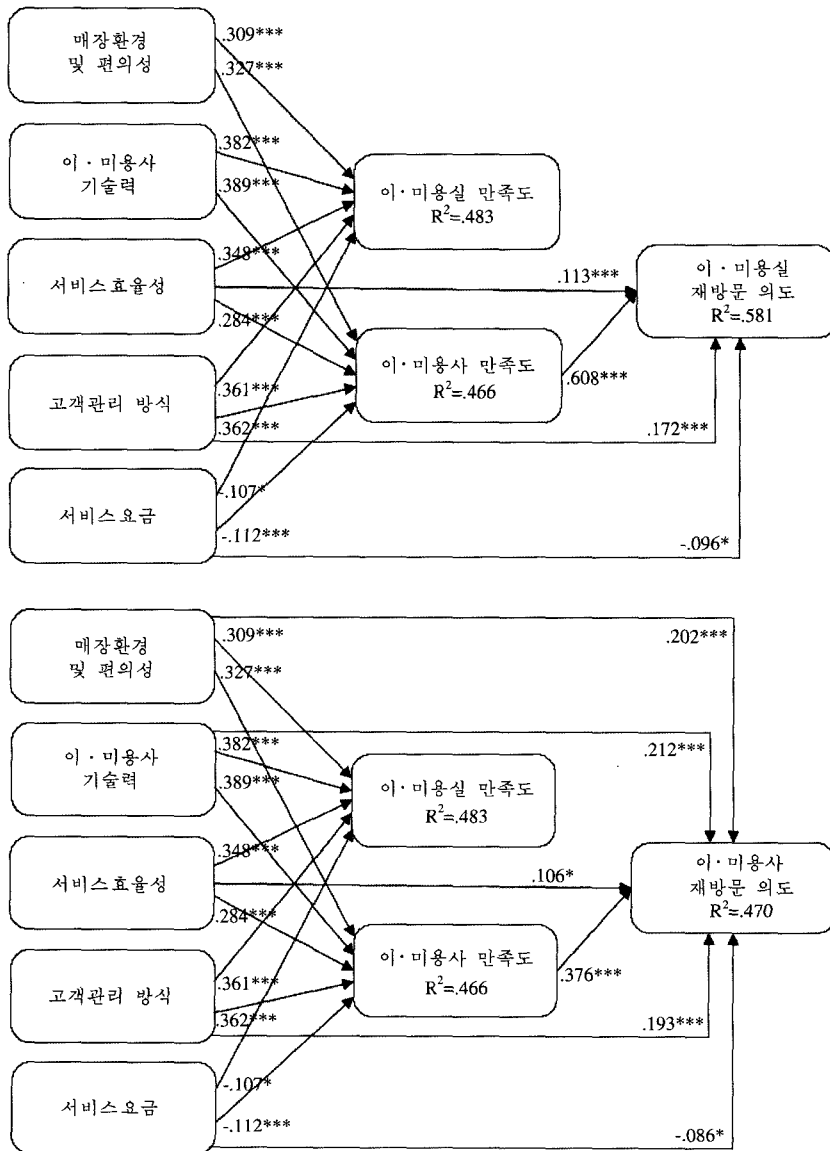 매장환경
및 편의성
.309***
.327***
이·미용사
기술력
.382***
.389***
이·미용실 만족도
R²=.483
서비스효율성
.348***
.284***
.113***
이·미용실
재방문 의도
R²=.581
이·미용사 만족도
R²=.466
.608***
고객관리 방식
.361***
.362***
.172***
서비스요금
-.107*
-.112***
-.096*
매장환경
및 편의성
.309***
.327***
.202***
이·미용사
기술력
.382***
.389***
.212***
이·미용실 만족도
R²=.483
서비스효율성
.348***
.284***
.106*
이·미용사
재방문 의도
R²=.470
이·미용사 만족도
R²=.466
.376***
고객관리 방식
.361***
.362***
.193***
서비스요금
-.107*
-.112***
-.086*